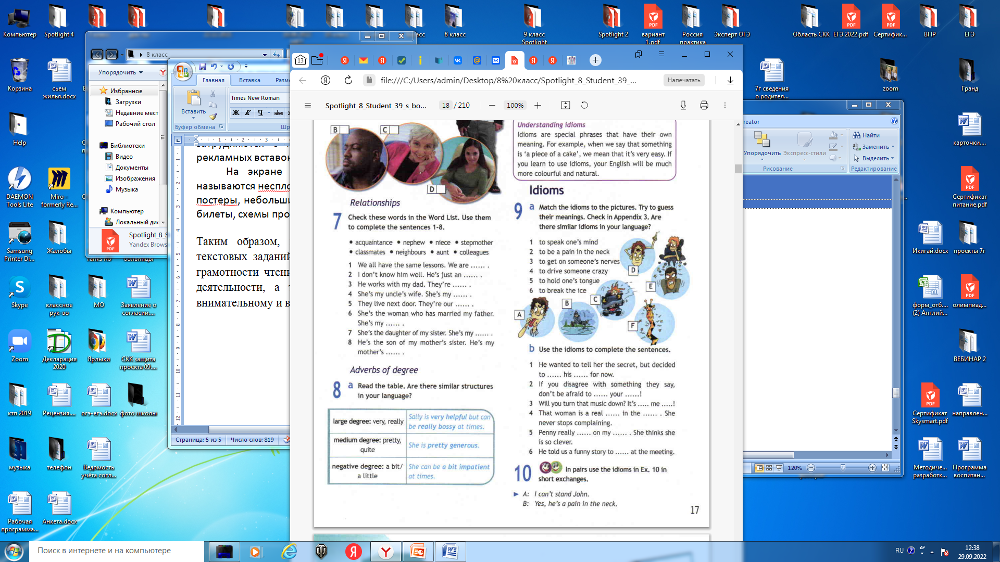 Компьютер
Spotlight 4
8 класс
9 класс
Spotlight
Spotlight 2
вариант
1.pdf
Россия
практика
Эксперт ОГЭ
Область СКК
ЕГЭ 2022.pdf
Сертифик...
ВПР
ЕГЭ
Корзина
съем
жилья.docx
7г сведения
о родител...
zoom
Гранд
Help
карточки....
DAEMON
Tools Lite
Miro -
formerly Re...
Сертификат
питание.pdf
Samsung
Printer Di...
Жалобы
Икигай.docx
проекты 7г
Skype
классное
рук-во
МО
Заявление о
согласии....
форм_отб....
(2) Англий...
олимпиад...
Zoom
Декларация
2020
Ярлыки
СКК защита
проекта 09....
ВЕБИНАР 2
ктп 2019
Рецензия....
огэ-егэ.docx
фото школы
Сертификат
Skysmart.pdf
направлен...
музыка
телефон
Ведомость
учёта согл...
Методиче...
разработк...
Программа
воспитан...
Рабочая
программа...
Анкета.docx
8 класс
Упорядочить
Избранное
Загрузки
Недавние мест
Рабочий стол
Библиотеки
Видео
Документы
Изображения
Музыка
Компьютер
Локальный дис
Spotlight_8_S
Yandex Brows
Главная
Вставка
Разм
Вставить
Буфер обмена
Times New Roman
Ж К Ч abc
Шр
рекламных вставок
На экране
называются неспло
постеры, небольши
билеты, схемы про
Таким образом,
текстовых заданий
грамотности чтени
деятельности, а т
внимательному и в
Страница: 5 из 5
Число слов: 819
13
file:///C:/Users/admin/Desktop/8%20класс/Spotlight_8_Student_39_...
Напечатать
Spotlight_8_Student_39_s_bo...
18 / 210
100%
B
C
D
Understanding idioms
Idioms are special phrases that have their own
meaning. For example, when we say that something
is ‘a piece of a cake’, we mean that it’s very easy. If
you learn to use idioms, your English will be much
more colourful and natural.
Relationships
7 Check these words in the Word List. Use them
to complete the sentences 1-8.
• acquaintance • nephew • niece • stepmother
• classmates • neighbours • aunt • colleagues
1 We all have the same lessons. We are ...... .
2 I don’t know him well. He’s just an ...... .
3 He works with my dad. They’re ...... .
4 She’s my uncle’s wife. She’s my ...... .
5 They live next door. They’re our ...... .
6 She’s the woman who has married my father.
She’s my ...... .
7 She’s the daughter of my sister. She’s my ...... .
8 He’s the son of my mother’s sister. He’s my
mother’s ...... .
Adverbs of degree
8 a Read the table. Are there similar structures
in your language?
large degree: very, really
Sally is very helpful but can
be really bossy at times.
medium degree: pretty,
quite
She is pretty generous.
negative degree: a bit/
a little
She can be a bit impatient
at times.
Idioms
9 a Match the idioms to the pictures. Try to guess
their meanings. Check in Appendix 3. Are
there similar idioms in your language?
1 to speak one’s mind
2 to be a pain in the neck
3 to get on someone’s nerves
4 to drive someone crazy
5 to hold one’s tongue
6 to break the ice
D
E
C
B
A
F
b Use the idioms to complete the sentences.
1 He wanted to tell her the secret, but decided
to ...... his ...... for now.
2 If you disagree with something they say,
don’t be afraid to ...... your ......!
3 Will you turn that music down? It’s ..... me .....!
4 That woman is a real ...... in the ...... . She
never stops complaining.
5 Penny really ...... on my ...... . She thinks she
is so clever.
6 He told us a funny story to ...... at the meeting.
10 In pairs use the idioms in Ex. 10 in
short exchanges.
A: I can’t stand John.
B: Yes, he’s a pain in the neck.
17
reator
Упорядочить
Экспресс-стили
Рисование
Найти
Заменить
Выделить
Редактирование
120%
Поиск в интернете и на компьютере
RU
12:38
29.09.2022